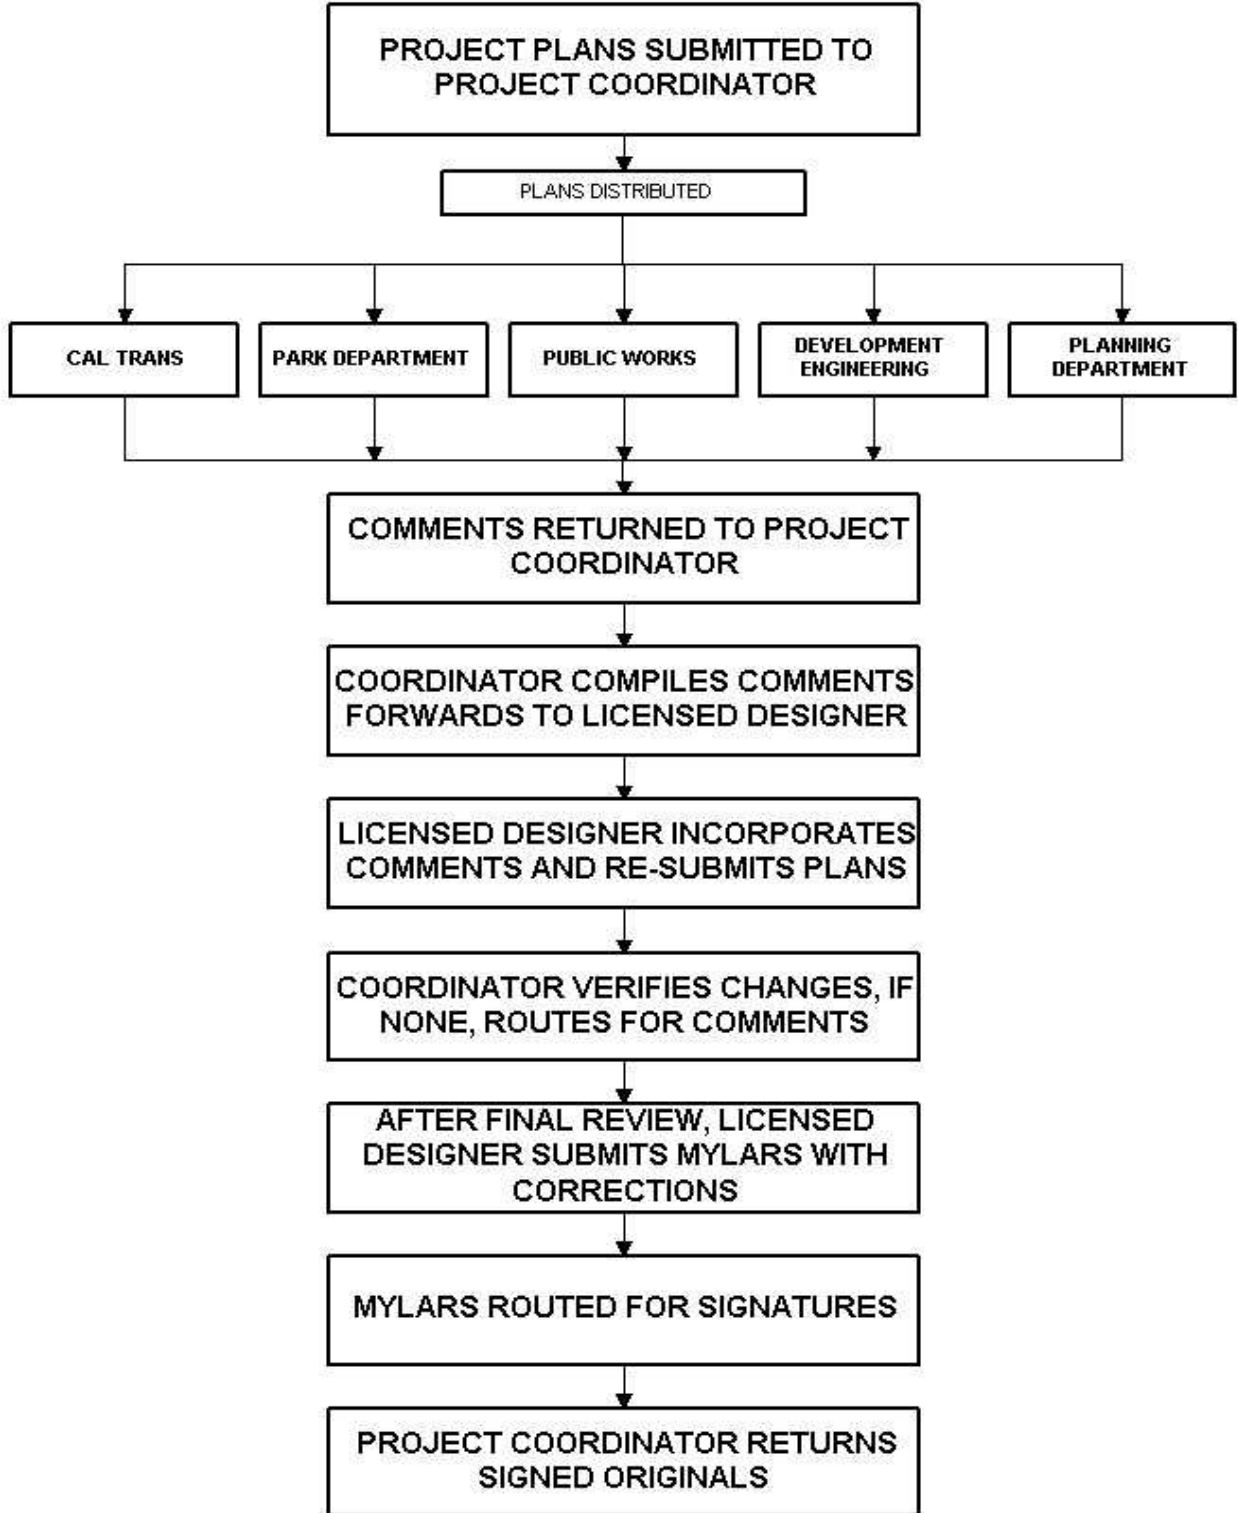 PROJECT PLANS SUBMITTED TO
PROJECT COORDINATOR
PLANS DISTRIBUTED
CAL TRANS
PARK DEPARTMENT
PUBLIC WORKS
DEVELOPMENT
ENGINEERING
PLANNING
DEPARTMENT
COMMENTS RETURNED TO PROJECT
COORDINATOR
COORDINATOR COMPILES COMMENTS
FORWARDS TO LICENSED DESIGNER
LICENSED DESIGNER INCORPORATES
COMMENTS AND RE-SUBMITS PLANS
COORDINATOR VERIFIES CHANGES, IF
NONE, ROUTES FOR COMMENTS
AFTER FINAL REVIEW, LICENSED
DESIGNER SUBMITS MYLARS WITH
CORRECTIONS
MYLARS ROUTED FOR SIGNATURES
PROJECT COORDINATOR RETURNS
SIGNED ORIGINALS